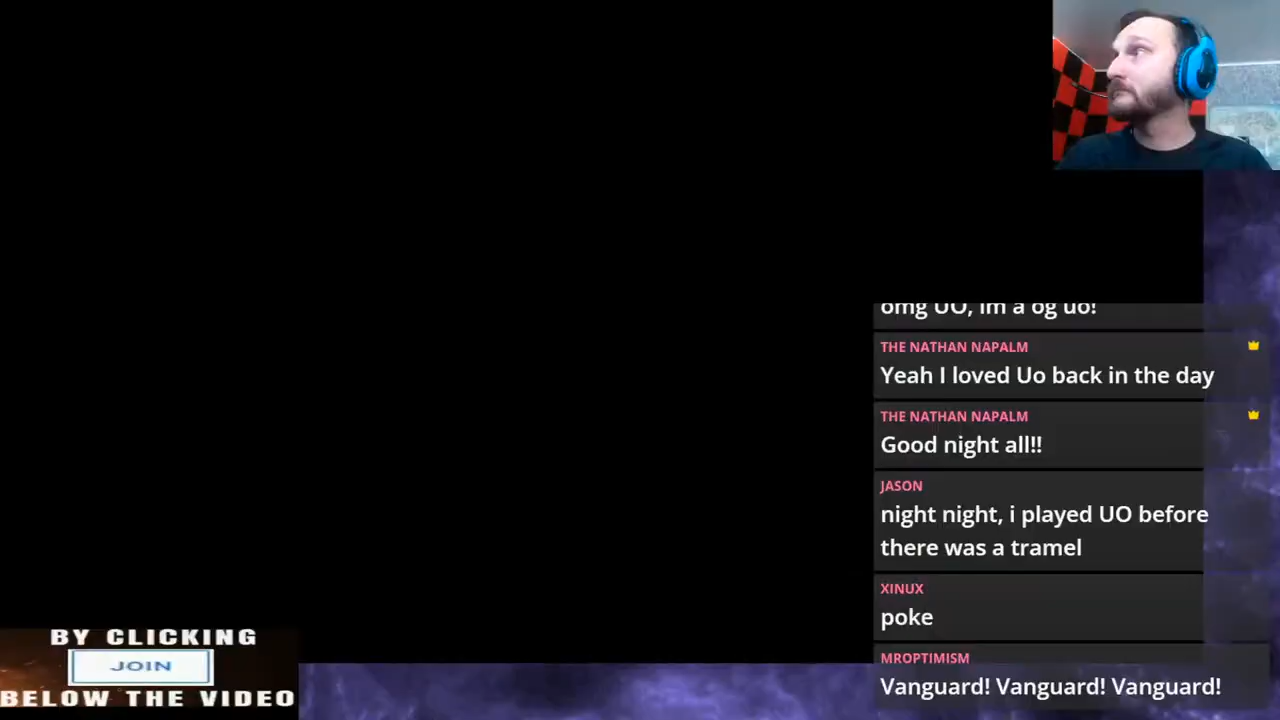 omg UO, im a og uo!
THE NATHAN NAPALM
Yeah I loved Uo back in the day
THE NATHAN NAPALM
Good night all!!
JASON
night night, i played UO before
there was a tramel
XINUX
poke
MROPTIMISM
Vanguard! Vanguard! Vanguard!
BY CLICKING
JOIN
BELOW THE VIDEO